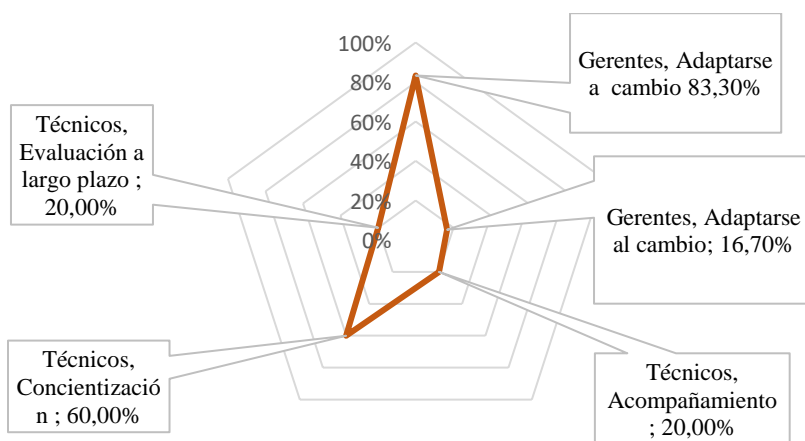 100%
80%
60%
40%
20%
0%
Gerentes, Adaptarse
a cambio 83,30%
Gerentes, Adaptarse
al cambio; 16,70%
Técnicos,
Acompañamiento
; 20,00%
Técnicos,
Concientizació
n ; 60,00%
Técnicos,
Evaluación a
largo plazo ;
20,00%